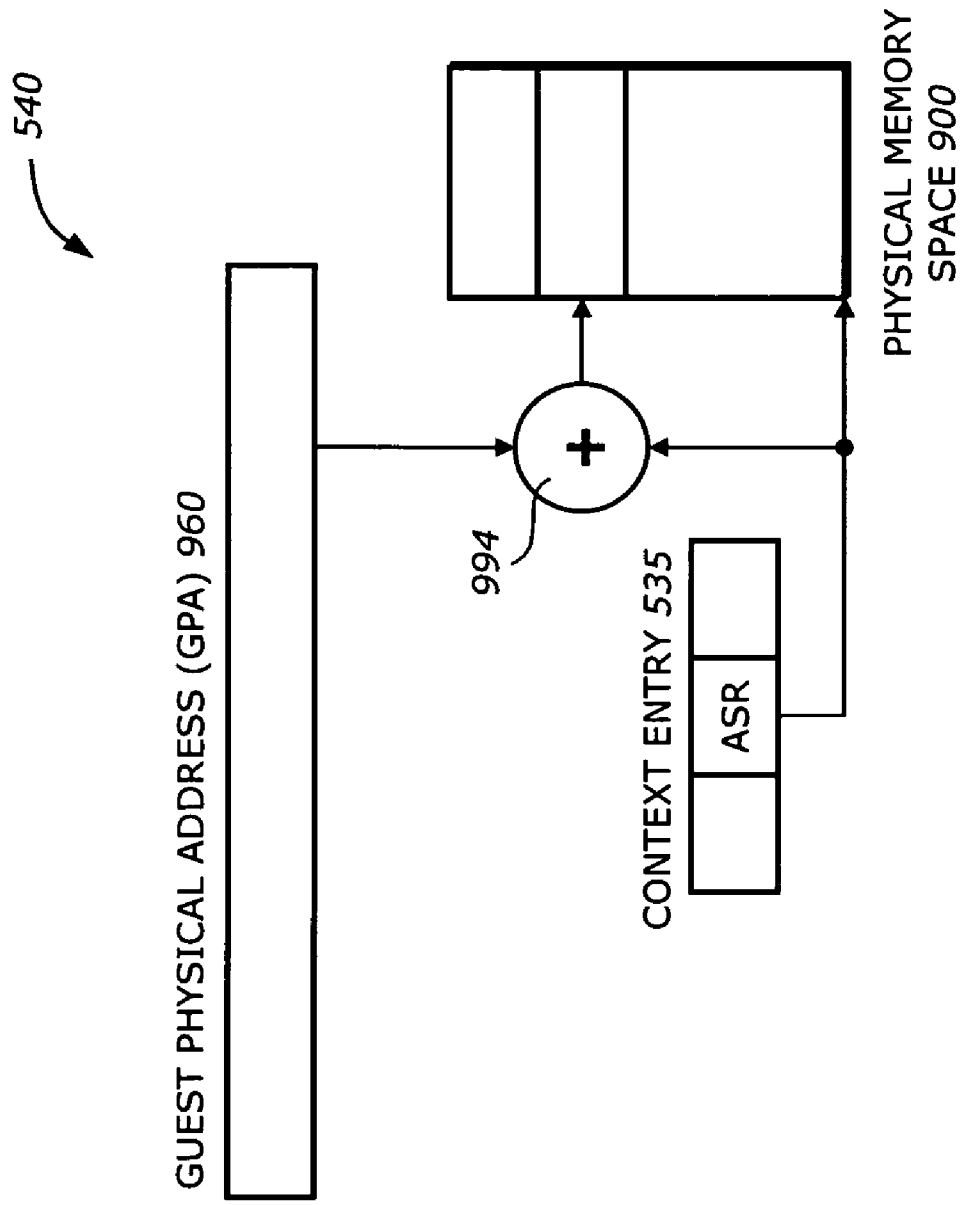 540
GUEST PHYSICAL ADDRESS (GPA) 960
994
+
CONTEXT ENTRY 535
ASR
PHYSICAL MEMORY
SPACE 900